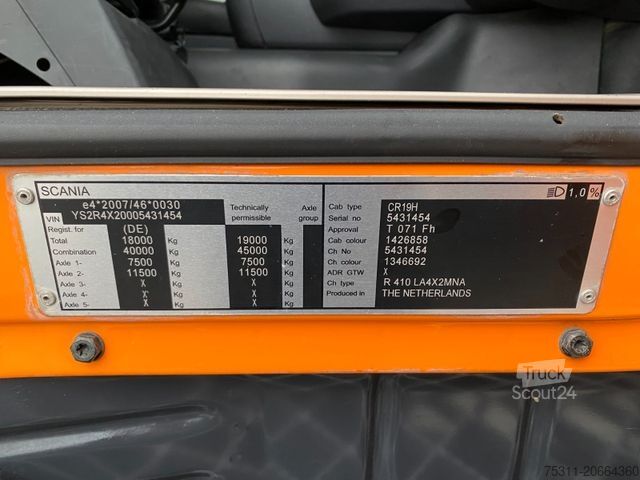 SCANIA 1,0%
e4*2007/46*0030
VIN YS2R4X20005431454 Technically permissible Axle group
Regist. for (DE)
Total 18000 Kg 19000 Kg
Combination 40000 Kg 45000 Kg
Axle 1- 7500 Kg 7500 Kg
Axle 2- 11500 Kg 11500 Kg
Axle 3- X Kg X Kg
Axle 4- X Kg X Kg
Axle 5- X Kg X Kg
Cab type CR19H
Serial no 5431454
Approval T 071 Fh
Cab colour 1426858
Ch No 5431454
Ch colour 1346692
ADR GTW X
Ch type R 410 LA4X2MNA
Produced in THE NETHERLANDS
Truck
Scout24
75311-20664360